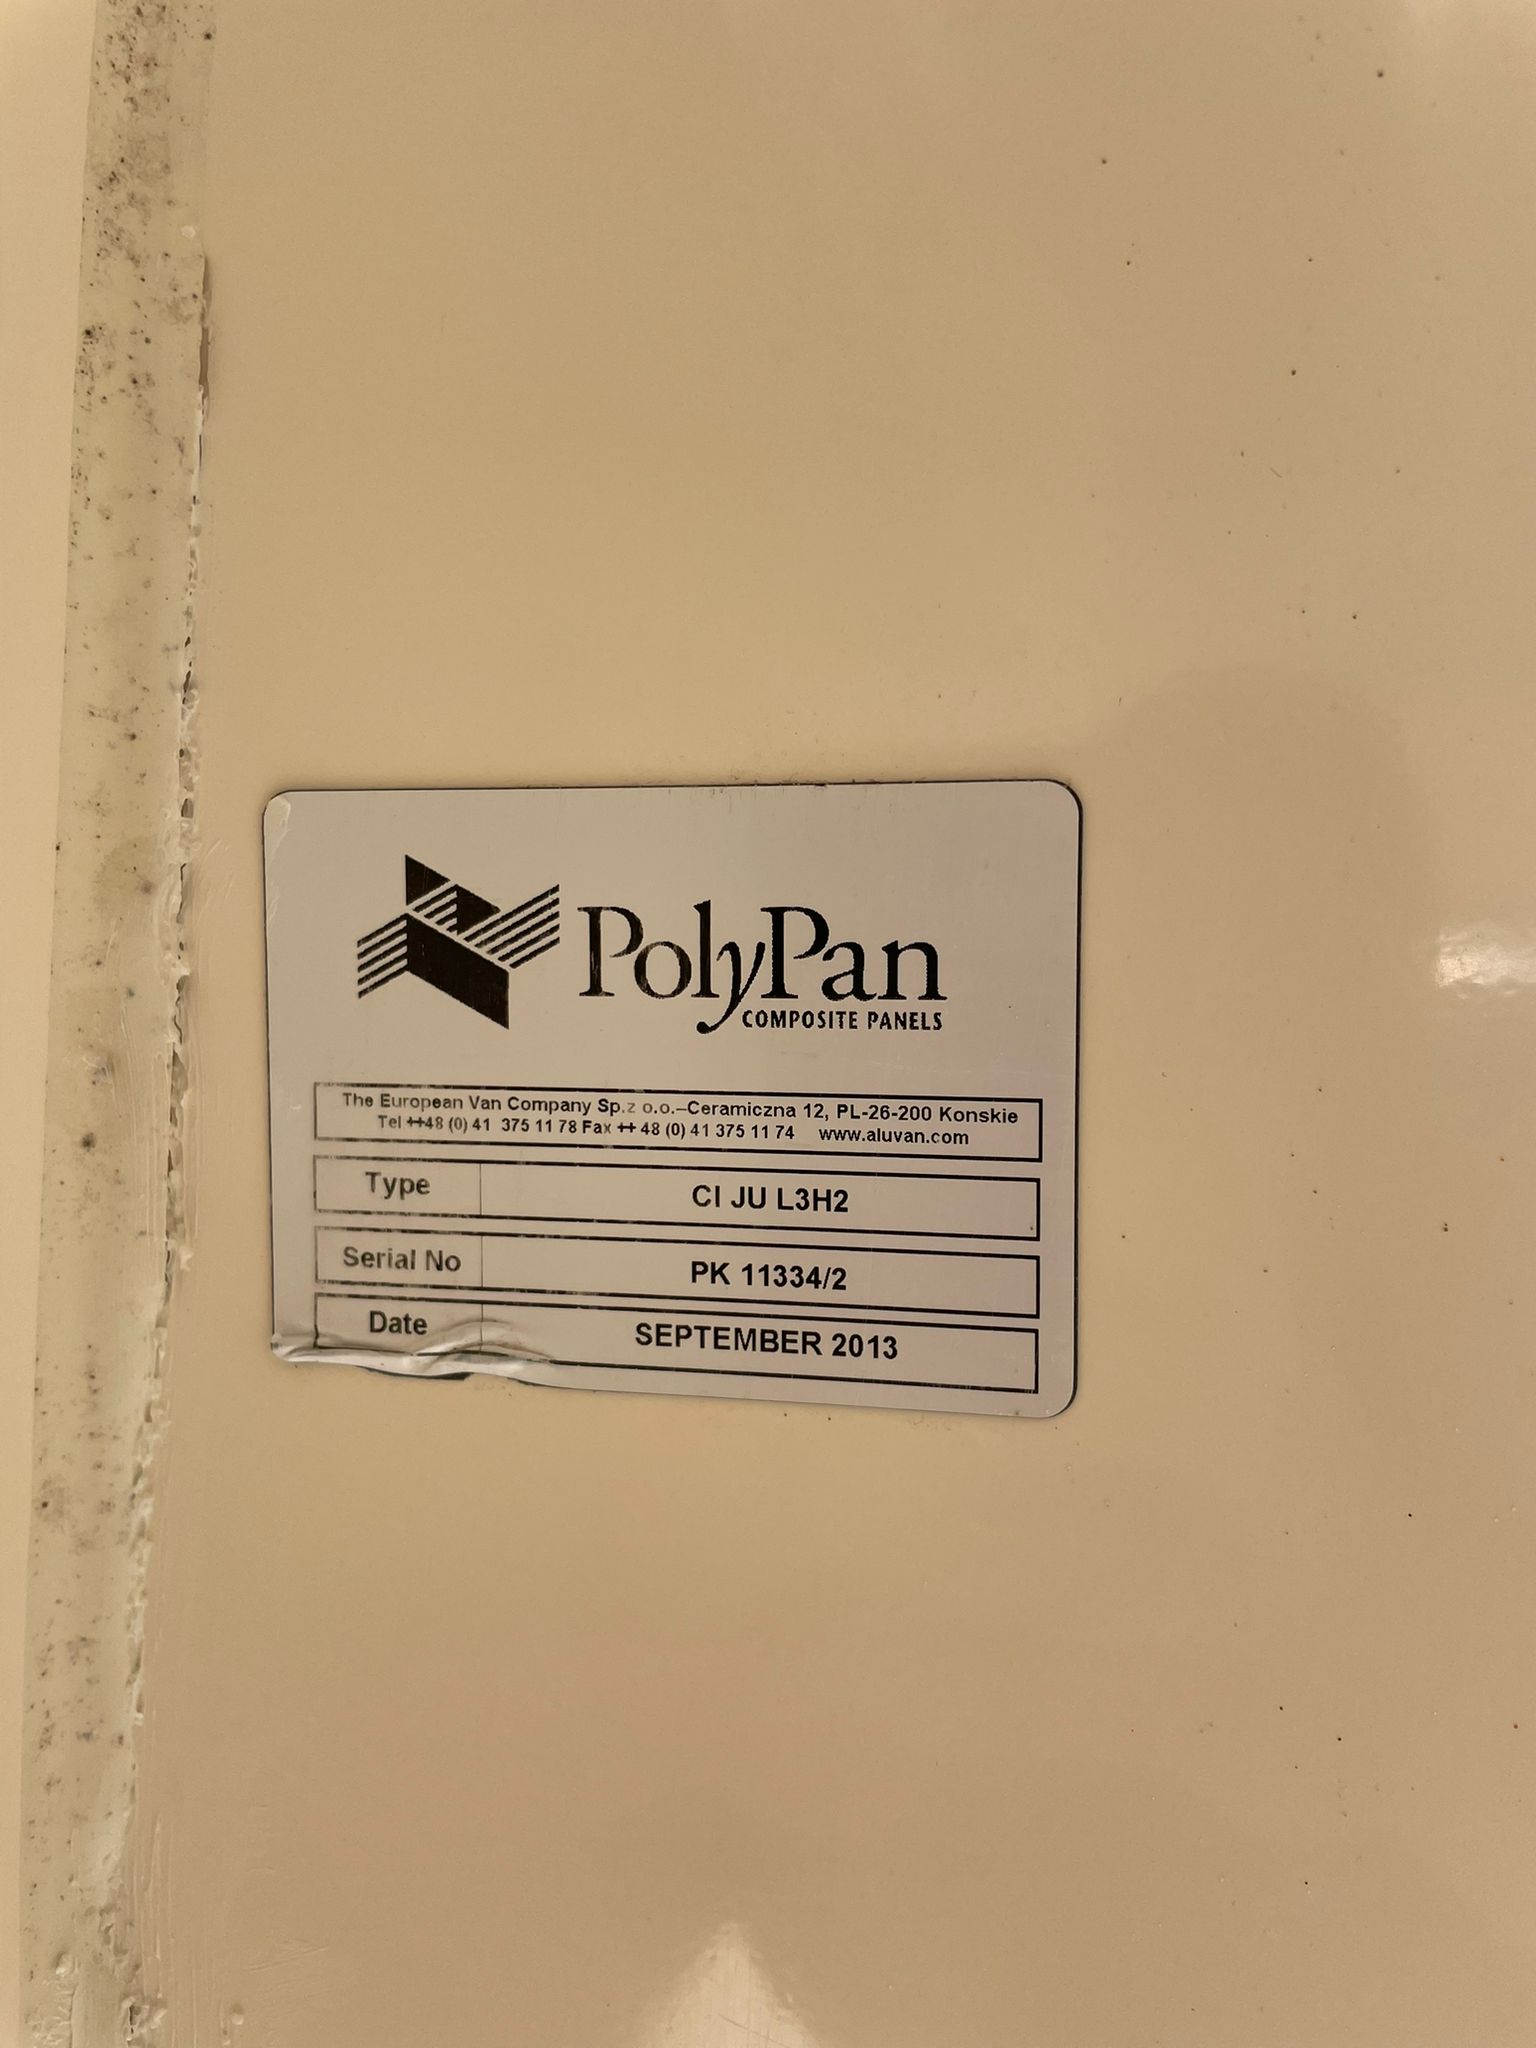 PolyPan
COMPOSITE PANELS
The European Van Company Sp.z o.o.–Ceramiczna 12, PL-26-200 Konskie
Tel ++48 (0) 41 375 11 78 Fax ++ 48 (0) 41 375 11 74 www.aluvan.com
Type CI JU L3H2
Serial No PK 11334/2
Date SEPTEMBER 2013